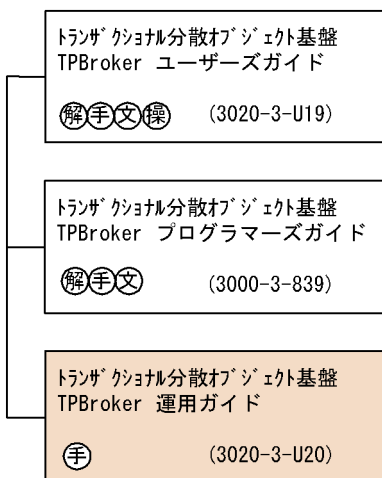 ﾄﾗﾝｻﾞｸｼｮﾅﾙ分散ｵﾌﾞｼﾞｪｸﾄ基盤
TPBroker ユーザーズガイド
解手文操 (3020-3-U19)
ﾄﾗﾝｻﾞｸｼｮﾅﾙ分散ｵﾌﾞｼﾞｪｸﾄ基盤
TPBroker プログラマーズガイド
解手文 (3000-3-839)
ﾄﾗﾝｻﾞｸｼｮﾅﾙ分散ｵﾌﾞｼﾞｪｸﾄ基盤
TPBroker 運用ガイド
手 (3020-3-U20)